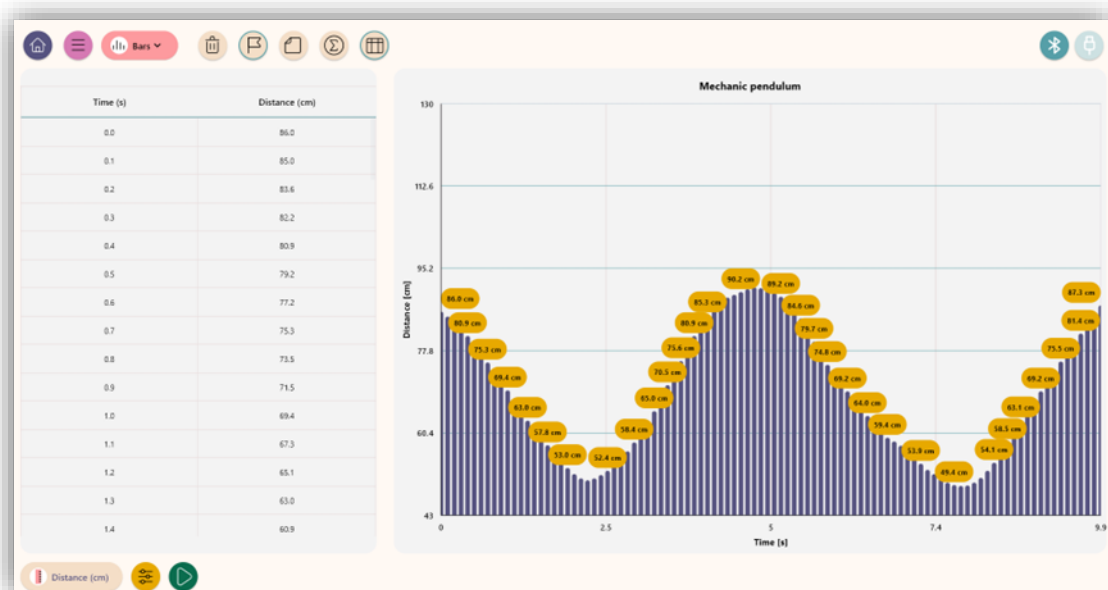 Bars
Time (s) Distance (cm)
0.0 86.0
0.1 85.0
0.2 83.6
0.3 82.2
0.4 80.9
0.5 79.2
0.6 77.2
0.7 75.3
0.8 73.5
0.9 71.5
1.0 69.4
1.1 67.3
1.2 65.1
1.3 63.0
1.4 60.9
Mechanic pendulum
Distance [cm]
130
112.6
95.2
77.8
60.4
43
86.0 cm
80.9 cm
75.3 cm
69.4 cm
63.0 cm
57.8 cm
53.0 cm
52.4 cm
58.4 cm
65.0 cm
70.5 cm
75.6 cm
80.9 cm
85.3 cm
90.2 cm
89.2 cm
84.6 cm
79.7 cm
74.8 cm
69.2 cm
64.0 cm
59.4 cm
53.9 cm
49.4 cm
54.1 cm
58.5 cm
63.1 cm
69.2 cm
75.5 cm
81.4 cm
87.3 cm
0 2.5 5 7.4 9.9
Time [s]
Distance (cm)